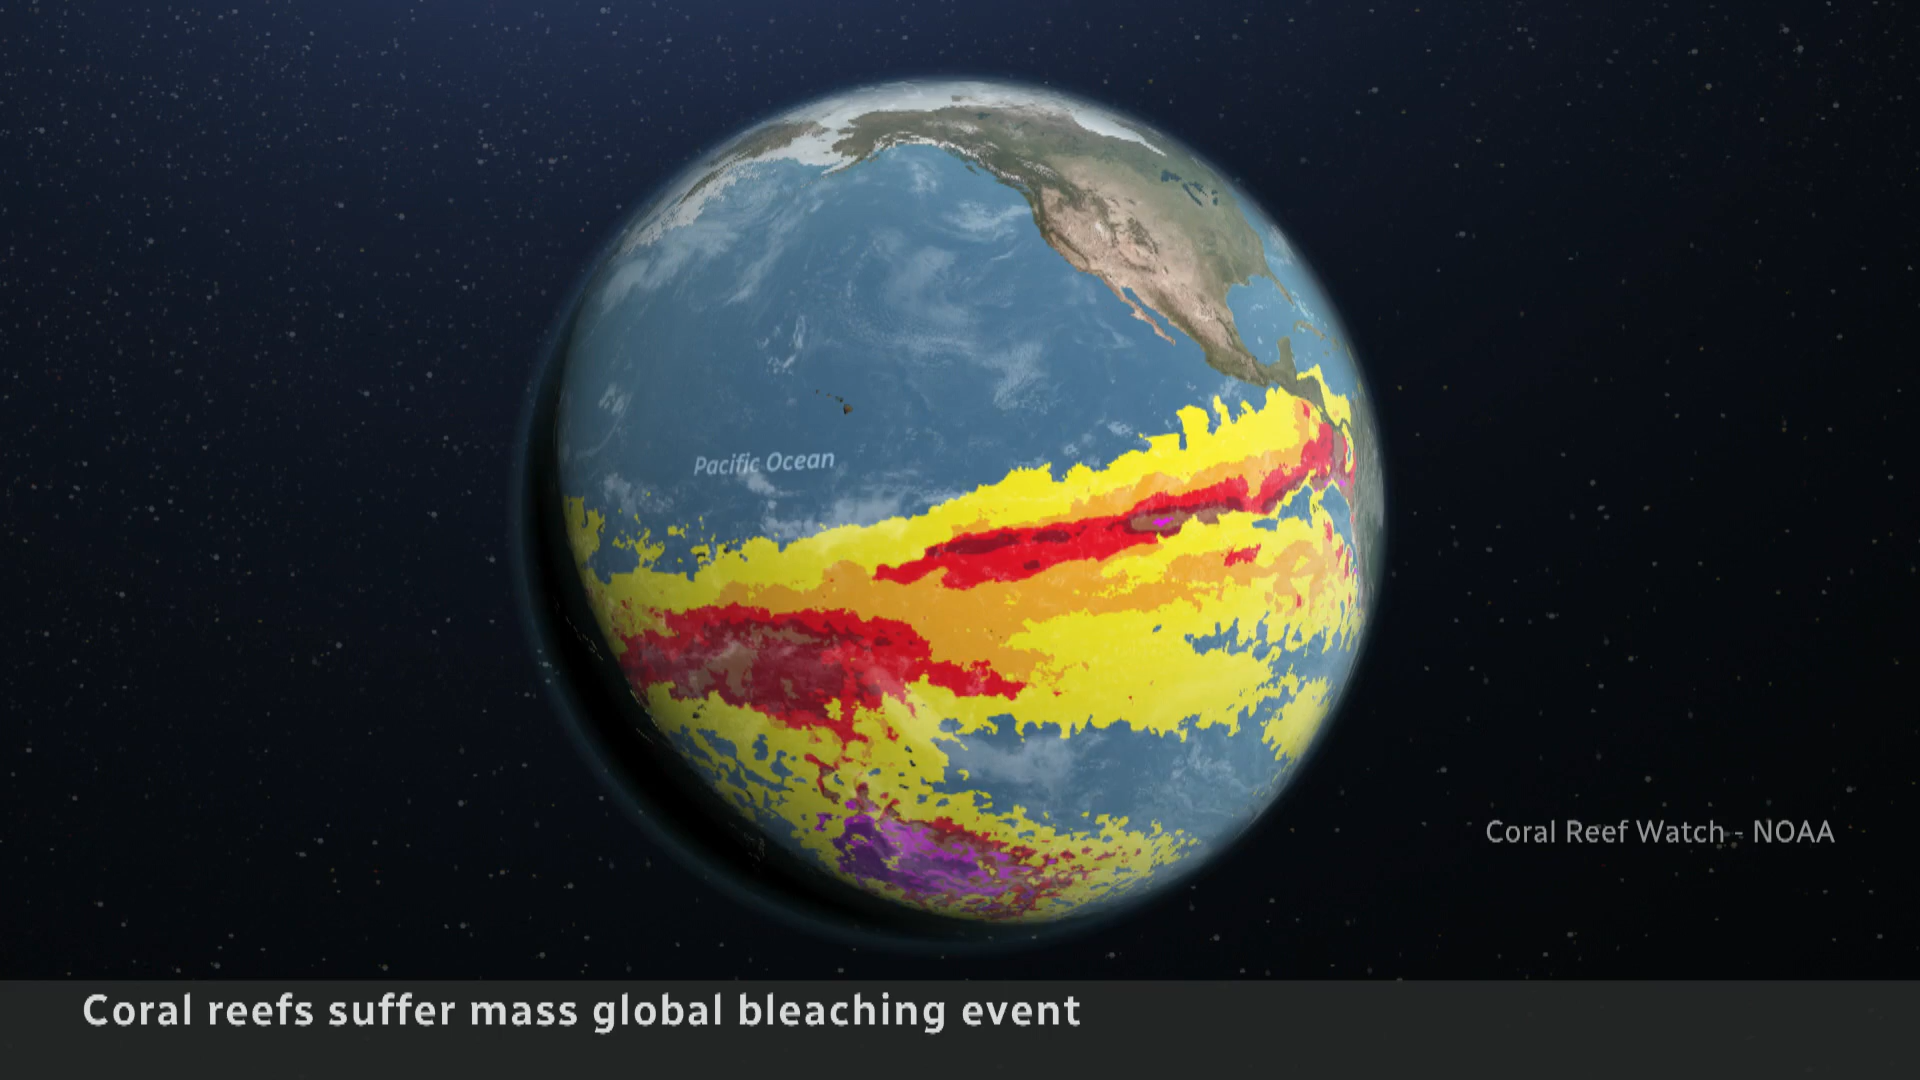 Pacific Ocean
Coral Reef Watch - NOAA
Coral reefs suffer mass global bleaching event